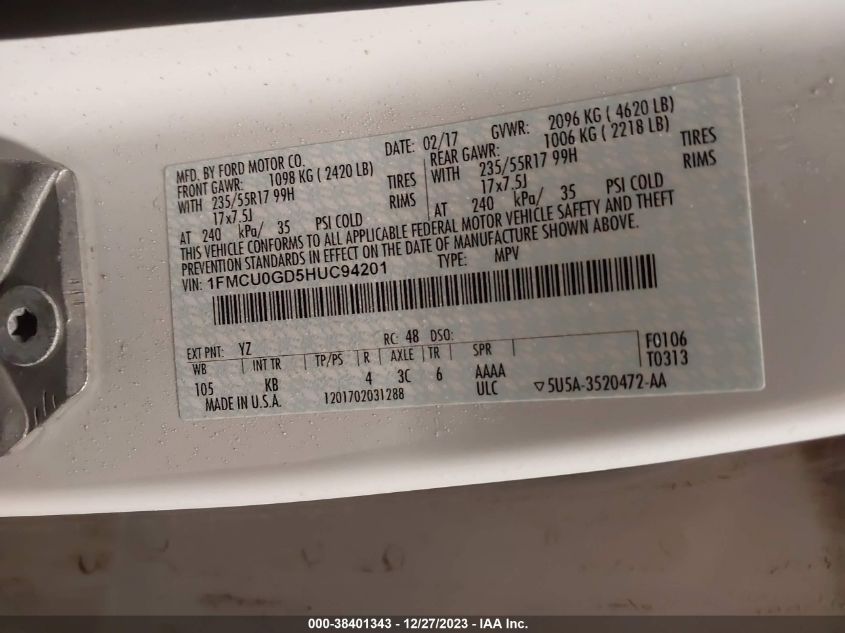 MFD. BY FORD MOTOR CO. DATE: 02/17 GVWR: 2096 KG ( 4620 LB)
FRONT GAWR: 1098 KG ( 2420 LB) REAR GAWR: 1006 KG ( 2218 LB)
WITH 235/55R17 99H TIRES WITH 235/55R17 99H TIRES
17x7.5J RIMS 17x7.5J RIMS
AT 240 kPa/ 35 PSI COLD AT 240 kPa/ 35 PSI COLD
THIS VEHICLE CONFORMS TO ALL APPLICABLE FEDERAL MOTOR VEHICLE SAFETY AND THEFT
PREVENTION STANDARDS IN EFFECT ON THE DATE OF MANUFACTURE SHOWN ABOVE.
VIN: 1FMCU0GD5HUC94201 TYPE: MPV
EXT PNT: YZ RC: 48 DSO: F0106
WB INT TR TP/PS R AXLE TR SPR T0313
105 KB 4 3C 6 AAAA
MADE IN U.S.A. 1201702031288 ULC ▽5U5A-3520472-AA
000-38401343 - 12/27/2023 - IAA Inc.